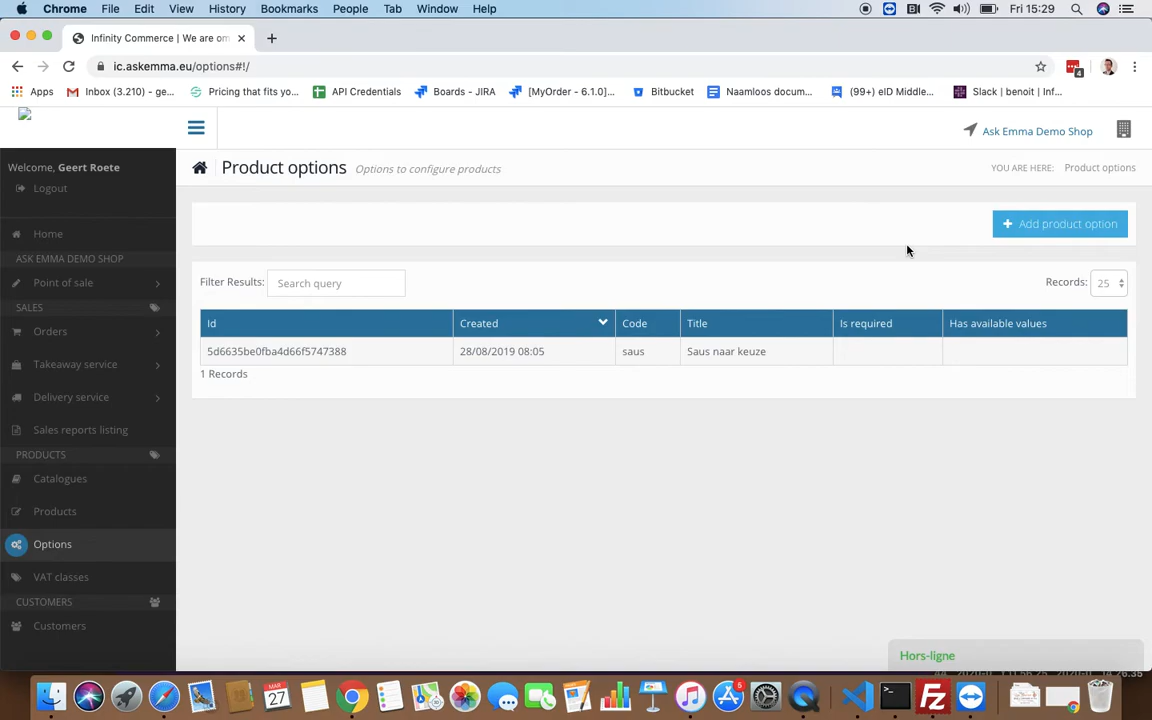 Chrome File Edit View History Bookmarks People Tab Window Help Fri 15:29
Infinity Commerce | We are om
ic.askemma.eu/options#!/
4
Apps Inbox (3.210) - ge... Pricing that fits yo... API Credentials Boards - JIRA [MyOrder - 6.1.0]... Bitbucket Naamloos docum... (99+) eID Middle... Slack | benoit | Inf...
Ask Emma Demo Shop
Welcome, Geert Roete
Logout
Product options Options to configure products
YOU ARE HERE: Product options
Add product option
Home
ASK EMMA DEMO SHOP
Point of sale
SALES
Orders
Takeaway service
Delivery service
Sales reports listing
PRODUCTS
Catalogues
Products
Options
VAT classes
CUSTOMERS
Customers
Filter Results: Search query
Records: 25
Id Created Code Title Is required Has available values
5d6635be0fba4d66f5747388 28/08/2019 08:05 saus Saus naar keuze
1 Records
Hors-ligne
MAR
27
5